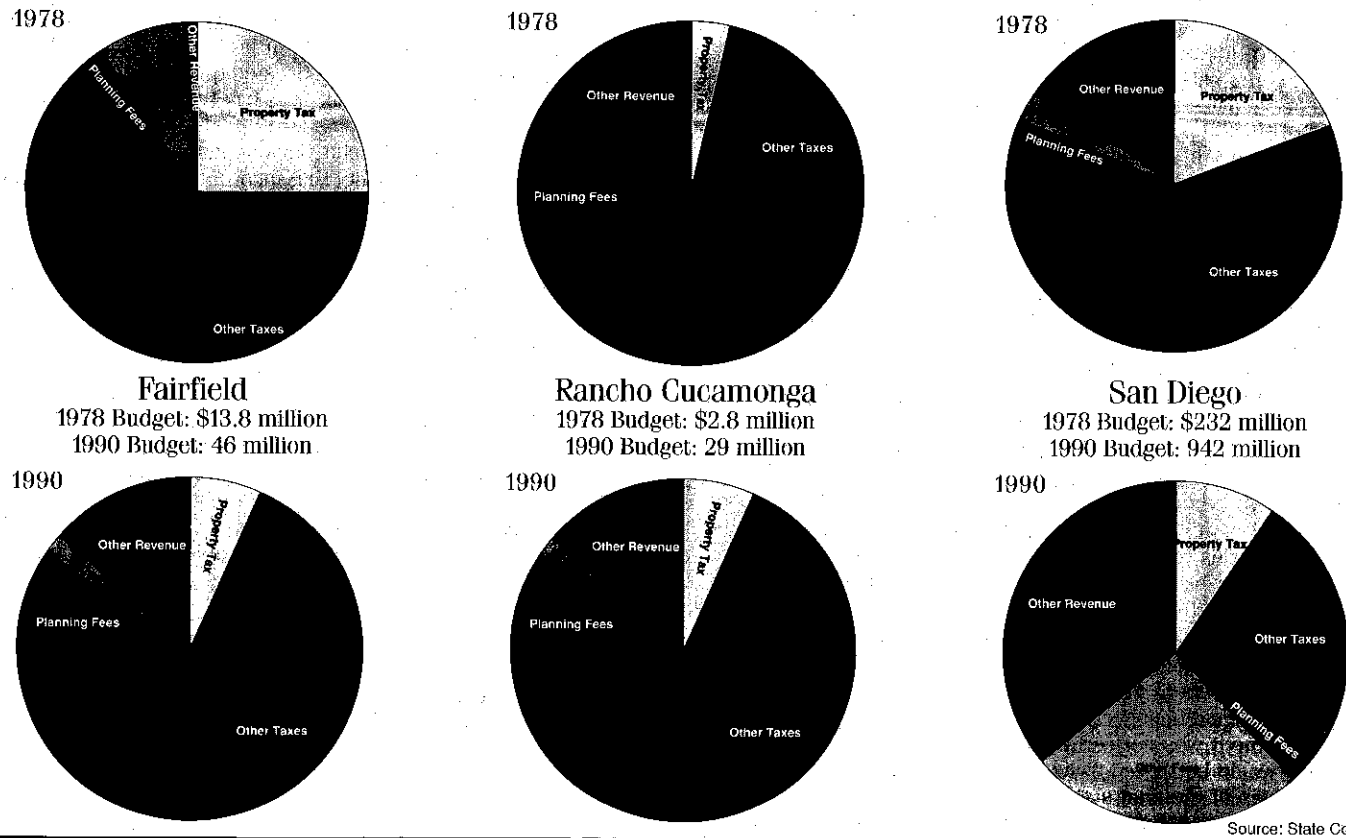 1978
Other Revenue
Planning Fees
Property Tax
Other Taxes
1978
Property Tax
Other Revenue
Other Taxes
Planning Fees
1978
Other Revenue
Property Tax
Planning Fees
Other Taxes
Fairfield
1978 Budget: $13.8 million
1990 Budget: 46 million
Rancho Cucamonga
1978 Budget: $2.8 million
1990 Budget: 29 million
San Diego
1978 Budget: $232 million
1990 Budget: 942 million
1990
Property Tax
Other Revenue
Planning Fees
Other Taxes
1990
Property Tax
Other Revenue
Planning Fees
Other Taxes
1990
Property Tax
Other Revenue
Other Taxes
Planning Fees
Other Fees
Source: State Co